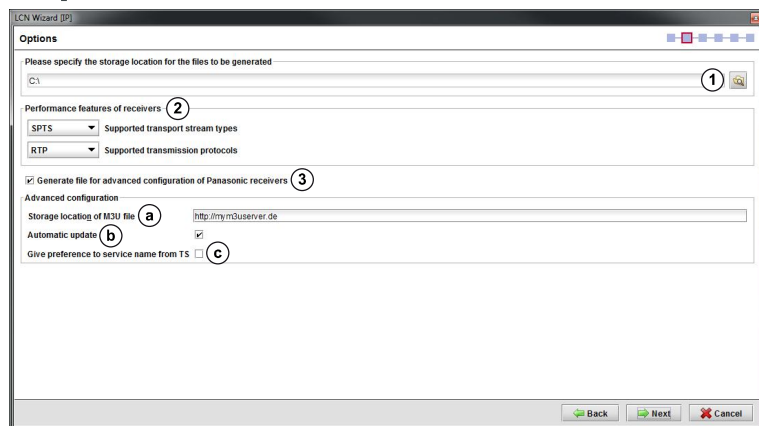 LCN Wizard [IP]
Options
Please specify the storage location for the files to be generated
C:\
1
Performance features of receivers
2
SPTS
Supported transport stream types
RTP
Supported transmission protocols
Generate file for advanced configuration of Panasonic receivers
3
Advanced configuration
Storage location of M3U file
a
http://mym3userver.de
Automatic update
b
Give preference to service name from TS
c
Back
Next
Cancel